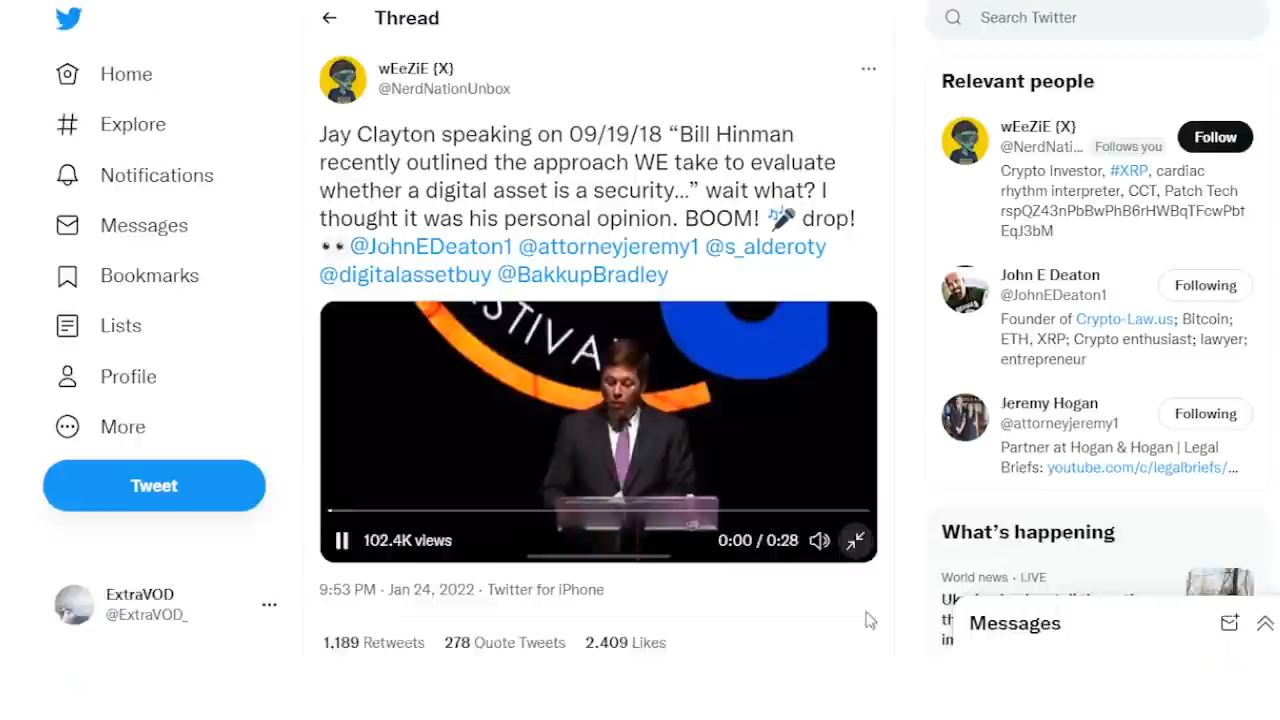 Home
Explore
Notifications
Messages
Bookmarks
Lists
Profile
More
Tweet
ExtraVOD
@ExtraVOD_
Thread
wEeZiE {X}
@NerdNationUnbox
Jay Clayton speaking on 09/19/18 “Bill Hinman
recently outlined the approach WE take to evaluate
whether a digital asset is a security...” wait what? I
thought it was his personal opinion. BOOM! 🎤 drop!
👀@JohnEDeaton1 @attorneyjeremy1 @s_alderoty
@digitalassetbuy @BakkupBradley
STIVA
102.4K views
0:00 / 0:28
9:53 PM · Jan 24, 2022 · Twitter for iPhone
1,189 Retweets 278 Quote Tweets 2.409 Likes
Search Twitter
Relevant people
wEeZiE {X}
@NerdNati... Follows you
Follow
Crypto Investor, #XRP, cardiac
rhythm interpreter, CCT, Patch Tech
rspQZ43nPbBwPhB6rHWBqTFcwPbf
EqJ3bM
John E Deaton
@JohnEDeaton1
Following
Founder of Crypto-Law.us; Bitcoin;
ETH, XRP; Crypto enthusiast; lawyer;
entrepreneur
Jeremy Hogan
@attorneyjeremy1
Following
Partner at Hogan & Hogan | Legal
Briefs: youtube.com/c/legalbriefs/...
What's happening
World news · LIVE
Messages